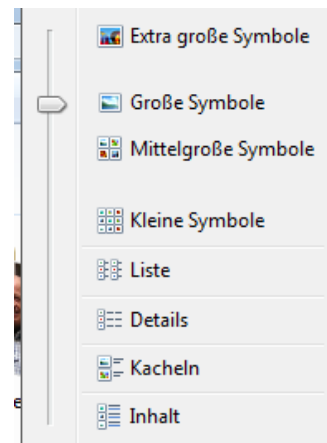 Extra große Symbole
Große Symbole
Mittelgroße Symbole
Kleine Symbole
Liste
Details
Kacheln
Inhalt